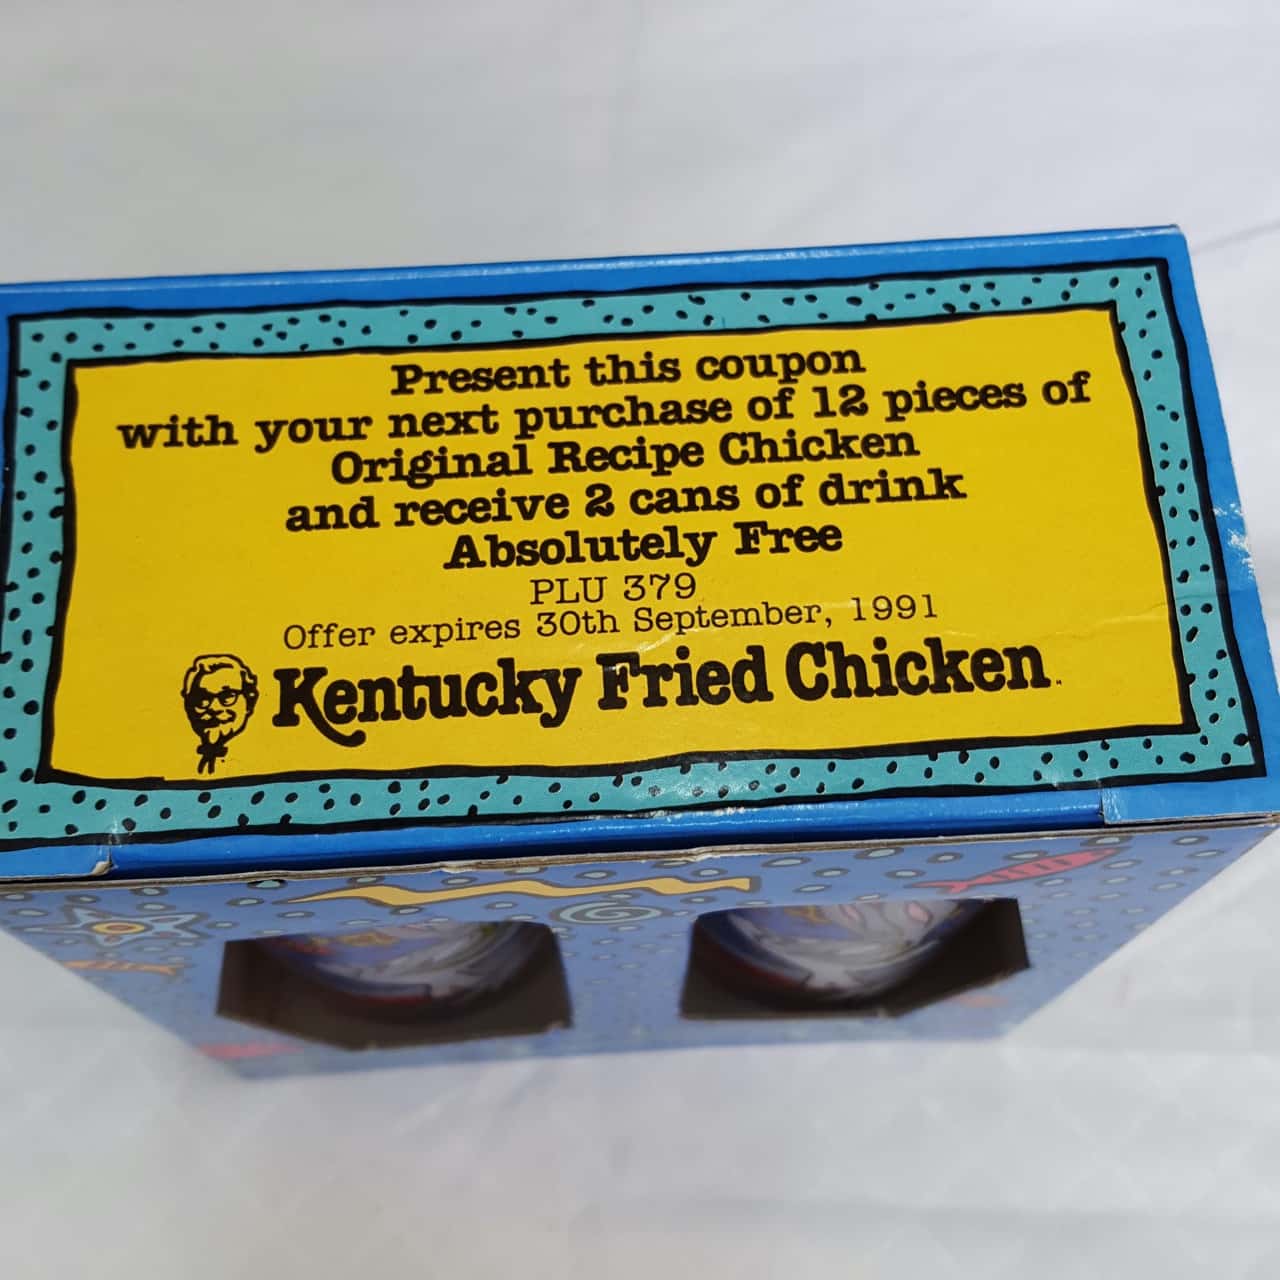 Present this coupon
with your next purchase of 12 pieces of
Original Recipe Chicken
and receive 2 cans of drink
Absolutely Free
PLU 379
Offer expires 30th September, 1991
Kentucky Fried Chicken